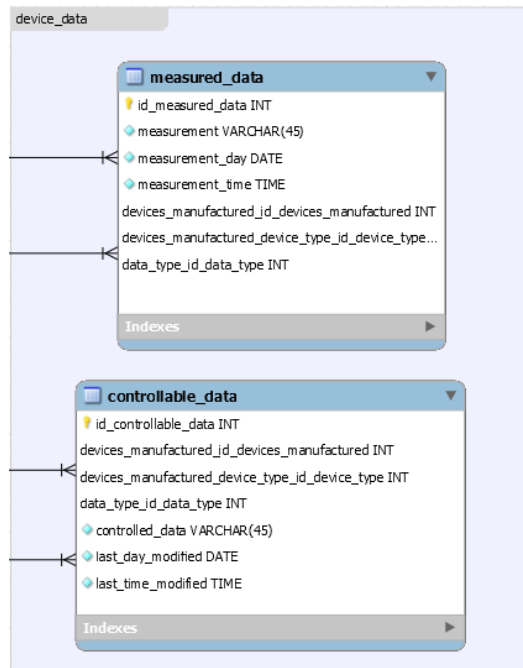 device_data
measured_data
id_measured_data INT
measurement VARCHAR(45)
measurement_day DATE
measurement_time TIME
devices_manufactured_id_devices_manufactured INT
devices_manufactured_device_type_id_device_type...
data_type_id_data_type INT
Indexes
controllable_data
id_controllable_data INT
devices_manufactured_id_devices_manufactured INT
devices_manufactured_device_type_id_device_type INT
data_type_id_data_type INT
controlled_data VARCHAR(45)
last_day_modified DATE
last_time_modified TIME
Indexes